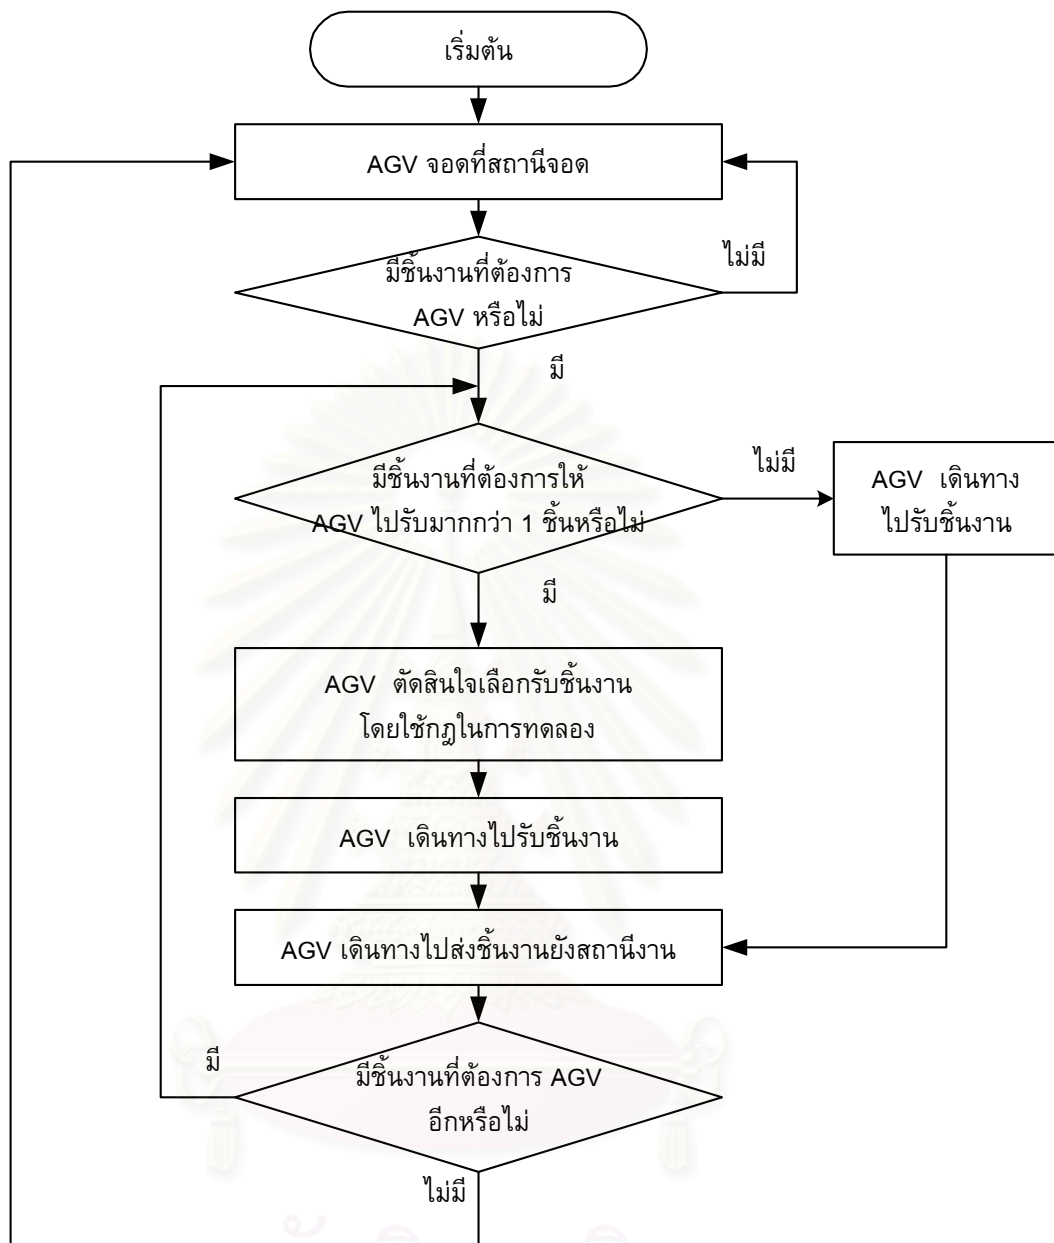 เริ่มต้น
AGV จอดที่สถานีจอด
มีชิ้นงานที่ต้องการ
AGV หรือไม่
ไม่มี
มี
มีชิ้นงานที่ต้องการให้
AGV ไปรับมากกว่า 1 ชิ้นหรือไม่
ไม่มี
AGV เดินทาง
ไปรับชิ้นงาน
มี
AGV ตัดสินใจเลือกรับชิ้นงาน
โดยใช้กฎในการทดลอง
AGV เดินทางไปรับชิ้นงาน
AGV เดินทางไปส่งชิ้นงานยังสถานีงาน
มี
มีชิ้นงานที่ต้องการ AGV
อีกหรือไม่
ไม่มี